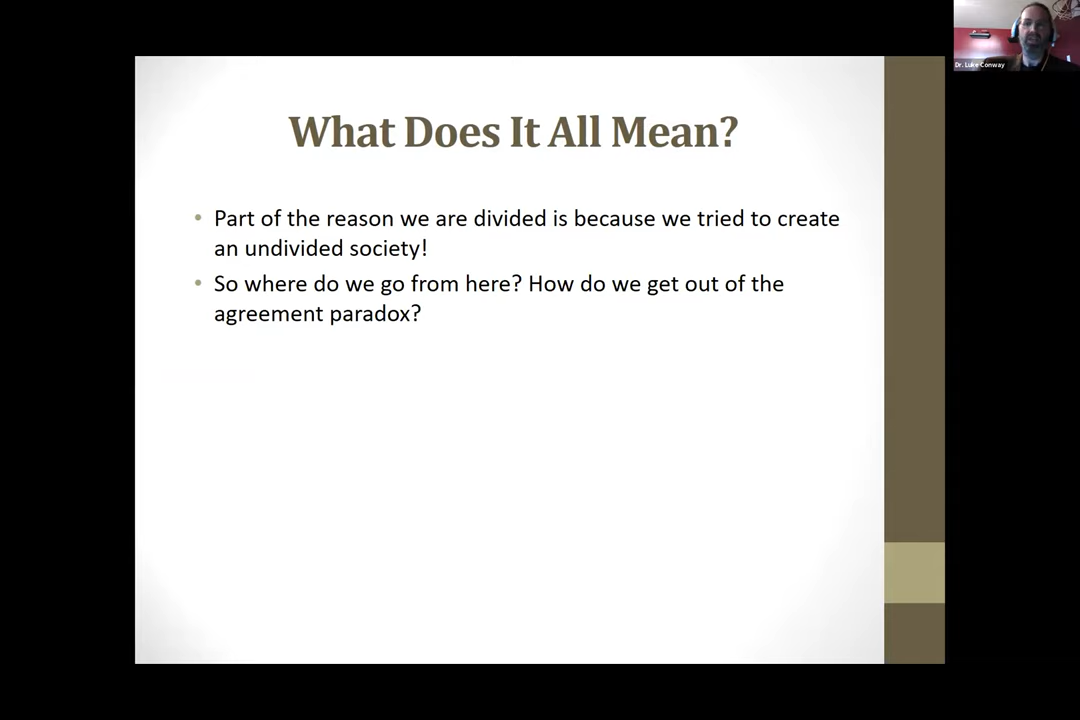 What Does It All Mean?
• Part of the reason we are divided is because we tried to create
an undivided society!
• So where do we go from here? How do we get out of the
agreement paradox?
Dr. Luke Conway